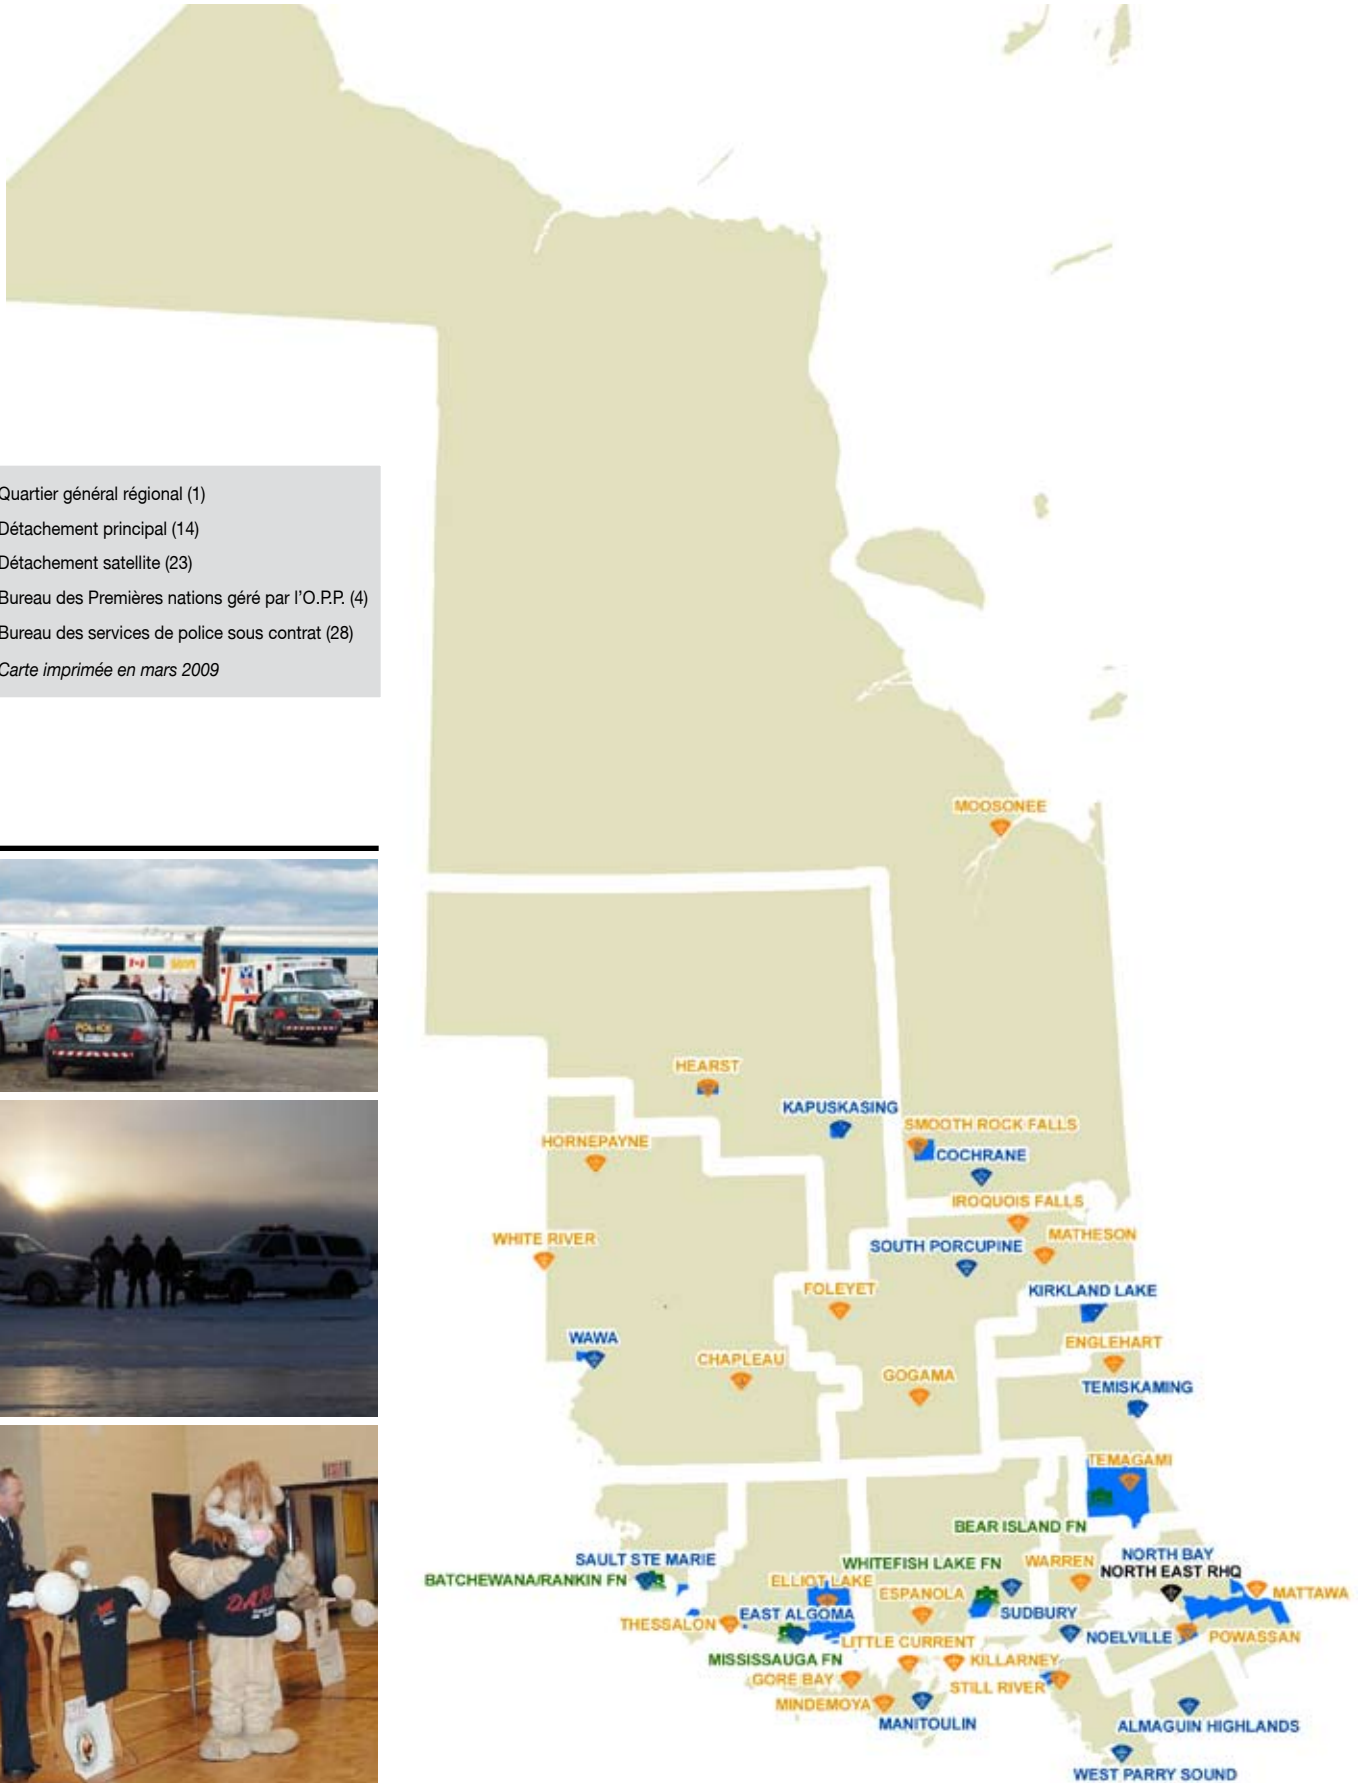 Quartier général régional (1)
Détachement principal (14)
Détachement satellite (23)
Bureau des Premières nations géré par l'O.P.P. (4)
Bureau des services de police sous contrat (28)
Carte imprimée en mars 2009
MOOSONEE
POLICE
HEARST
KAPUSKASING
SMOOTH ROCK FALLS
HORNEPAYNE
COCHRANE
IROQUOIS FALLS
WHITE RIVER
SOUTH PORCUPINE
MATHESON
FOLEYET
KIRKLAND LAKE
WAWA
ENGLEHART
CHAPLEAU
GOGAMA
TEMISKAMING
TEMAGAMI
BEAR ISLAND FN
SAULT STE MARIE
WHITEFISH LAKE FN
WARREN
NORTH BAY
BATCHEWANA/RANKIN FN
ELLIOT LAKE
ESPANOLA
NORTH EAST RHQ
MATTAWA
D.A.R.E.
THESSALON
EAST ALGOMA
SUDBURY
NOELVILLE
POWASSAN
LITTLE CURRENT
MISSISSAUGA FN
KILLARNEY
GORE BAY
STILL RIVER
MINDEMOYA
MANITOULIN
ALMAGUIN HIGHLANDS
WEST PARRY SOUND